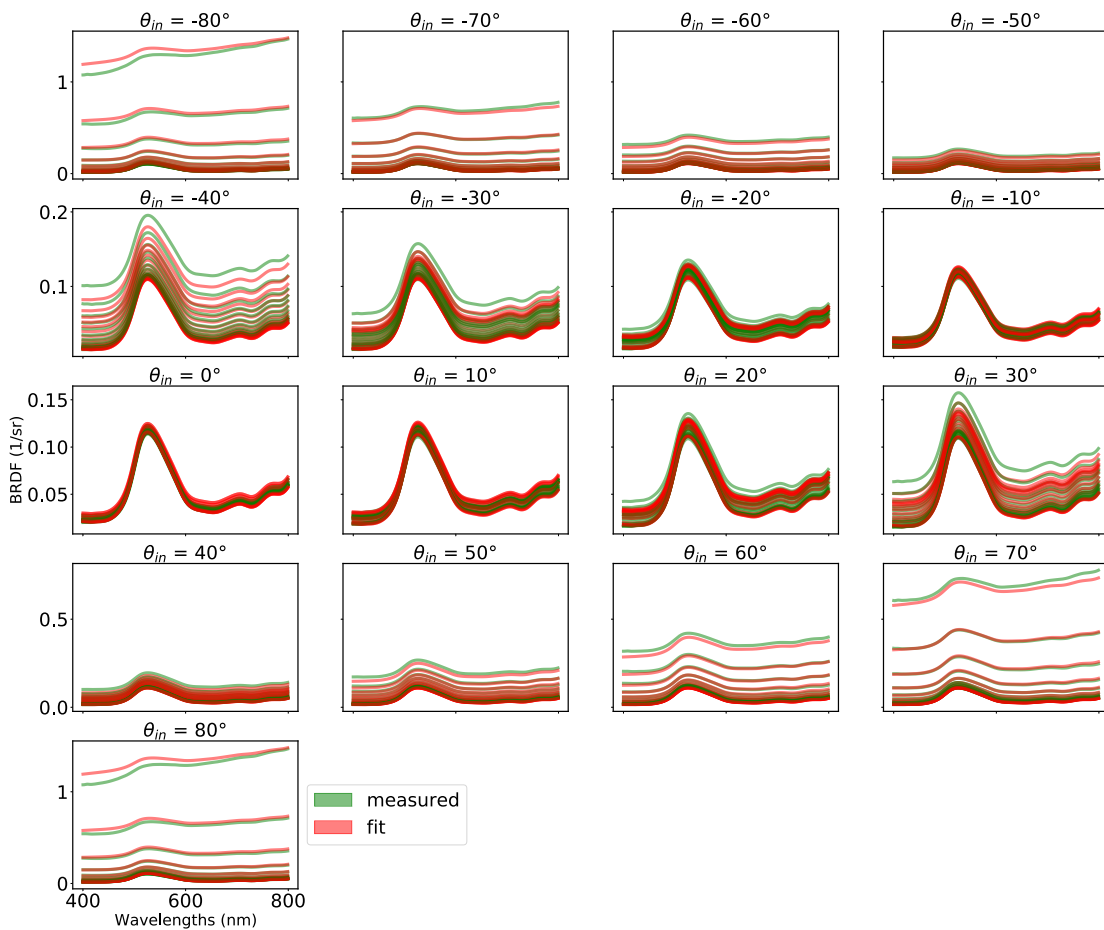 θin = -80° θin = -70° θin = -60° θin = -50°
1
0
θin = -40° θin = -30° θin = -20° θin = -10°
0.2
0.1
θin = 0° θin = 10° θin = 20° θin = 30°
0.15
0.10
0.05
BRDF (1/sr)
θin = 40° θin = 50° θin = 60° θin = 70°
0.5
0.0
θin = 80°
1
0
measured
fit
400 600 800
Wavelengths (nm)